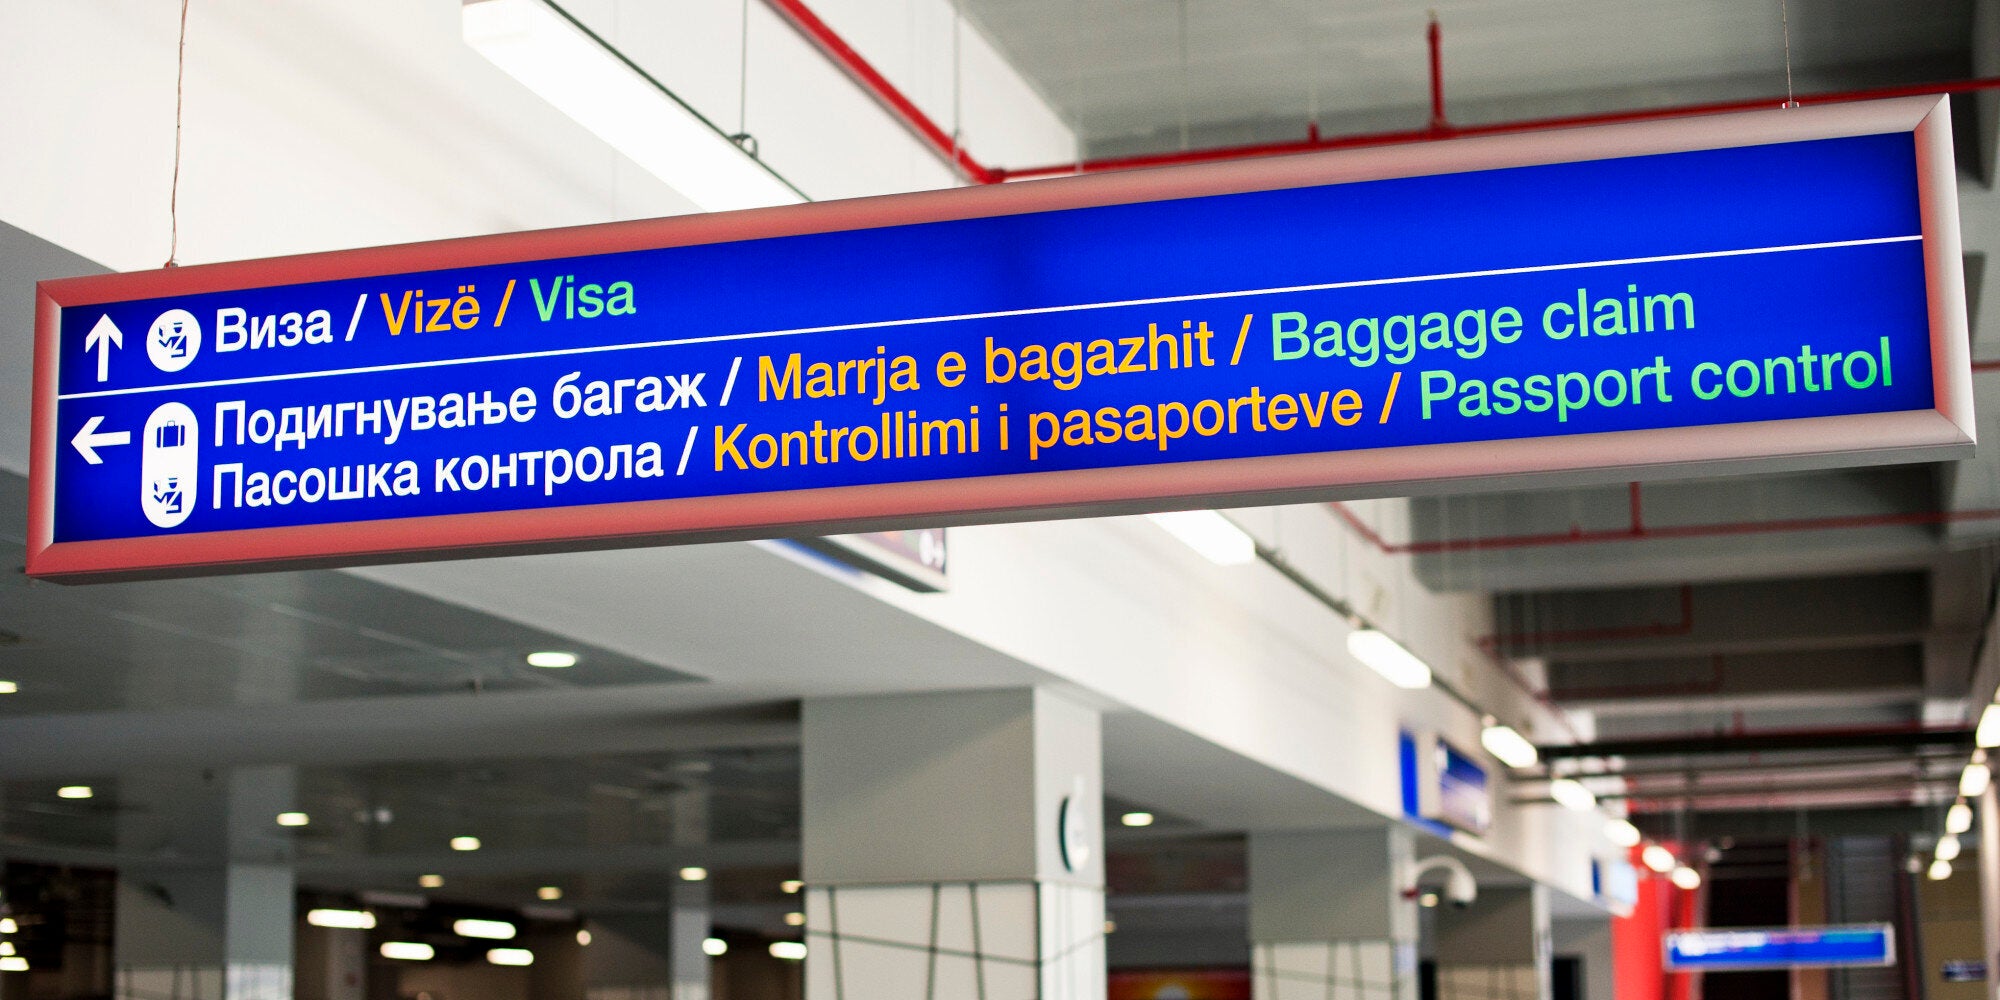 Виза / Vizë / Visa
Подигнување багаж / Marrja e bagazhit / Baggage claim
Пасошка контрола / Kontrollimi i pasaporteve / Passport control